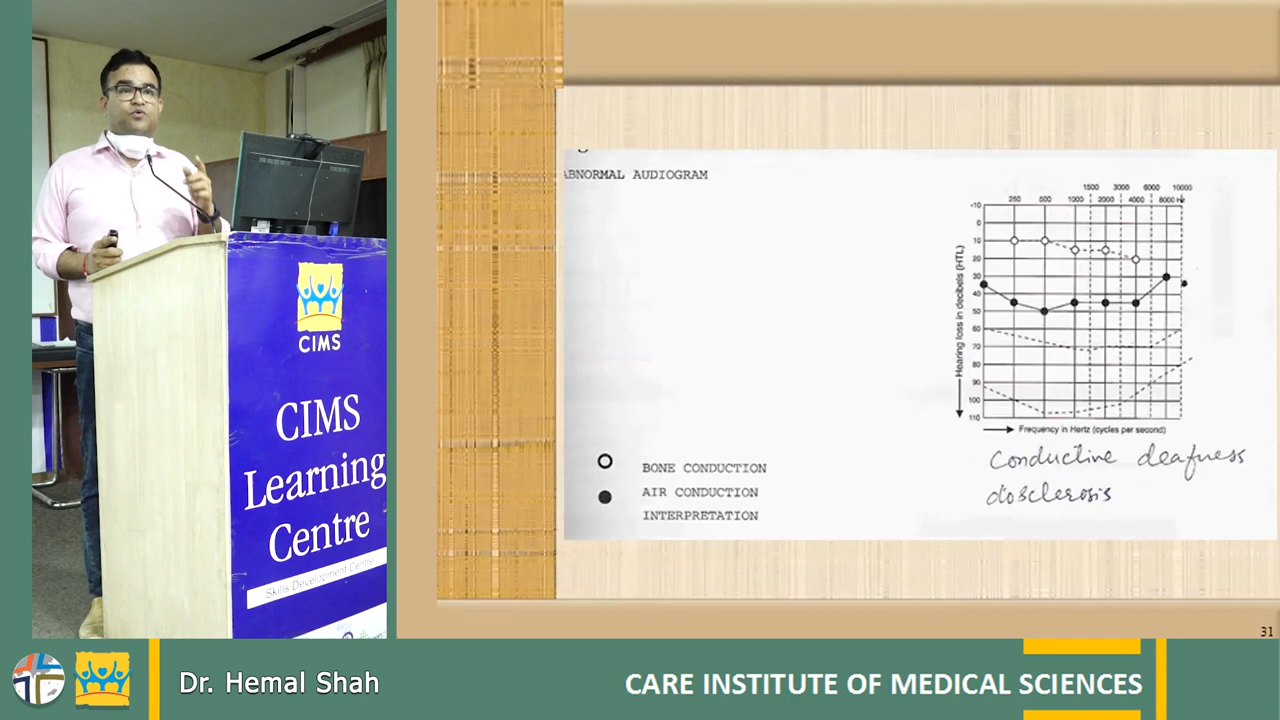 CIMS
CIMS
Learning
Centre
Skills Development Centre
ABNORMAL AUDIOGRAM
1500 3000 6000 10000
250 500 1000 2000 4000 8000 Hz
-10
0
10
20
30
40
50
60
70
80
90
100
110
Hearing loss in decibels (HTL)
Frequency in Hertz (cycles per second)
conductive deafness
otosclerosis
BONE CONDUCTION
AIR CONDUCTION
INTERPRETATION
31
Dr. Hemal Shah
CARE INSTITUTE OF MEDICAL SCIENCES